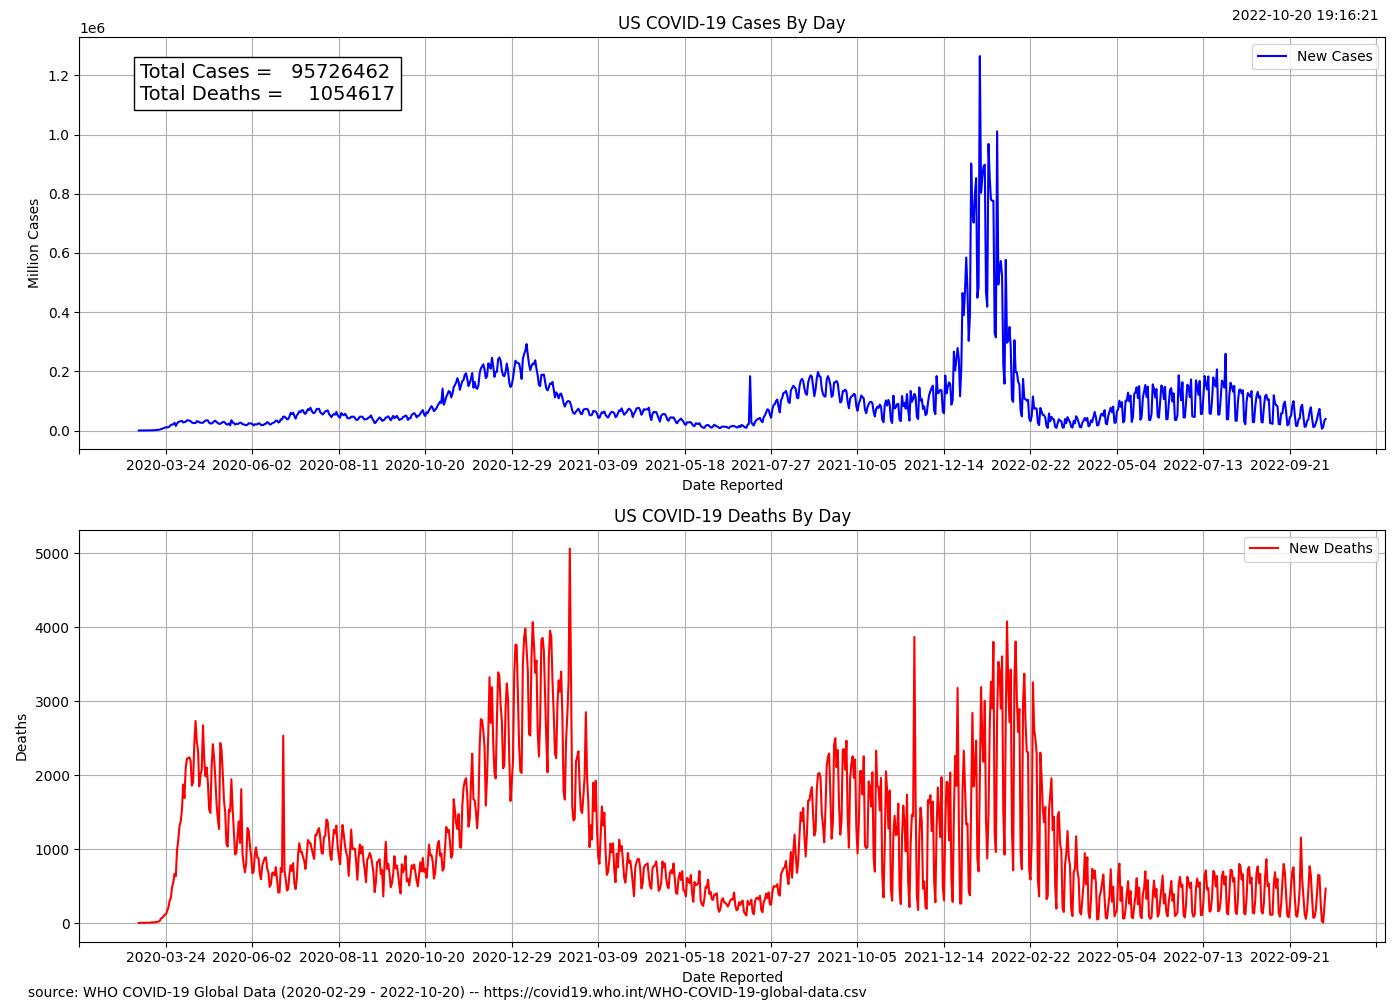 2022-10-20 19:16:21
US COVID-19 Cases By Day
1e6
Total Cases = 95726462
Total Deaths = 1054617
New Cases
1.2
1.0
0.8
0.6
0.4
0.2
0.0
Million Cases
2020-03-24 2020-06-02 2020-08-11 2020-10-20 2020-12-29 2021-03-09 2021-05-18 2021-07-27 2021-10-05 2021-12-14 2022-02-22 2022-05-04 2022-07-13 2022-09-21
Date Reported
US COVID-19 Deaths By Day
New Deaths
5000
4000
3000
2000
1000
0
Deaths
2020-03-24 2020-06-02 2020-08-11 2020-10-20 2020-12-29 2021-03-09 2021-05-18 2021-07-27 2021-10-05 2021-12-14 2022-02-22 2022-05-04 2022-07-13 2022-09-21
Date Reported
source: WHO COVID-19 Global Data (2020-02-29 - 2022-10-20) -- https://covid19.who.int/WHO-COVID-19-global-data.csv